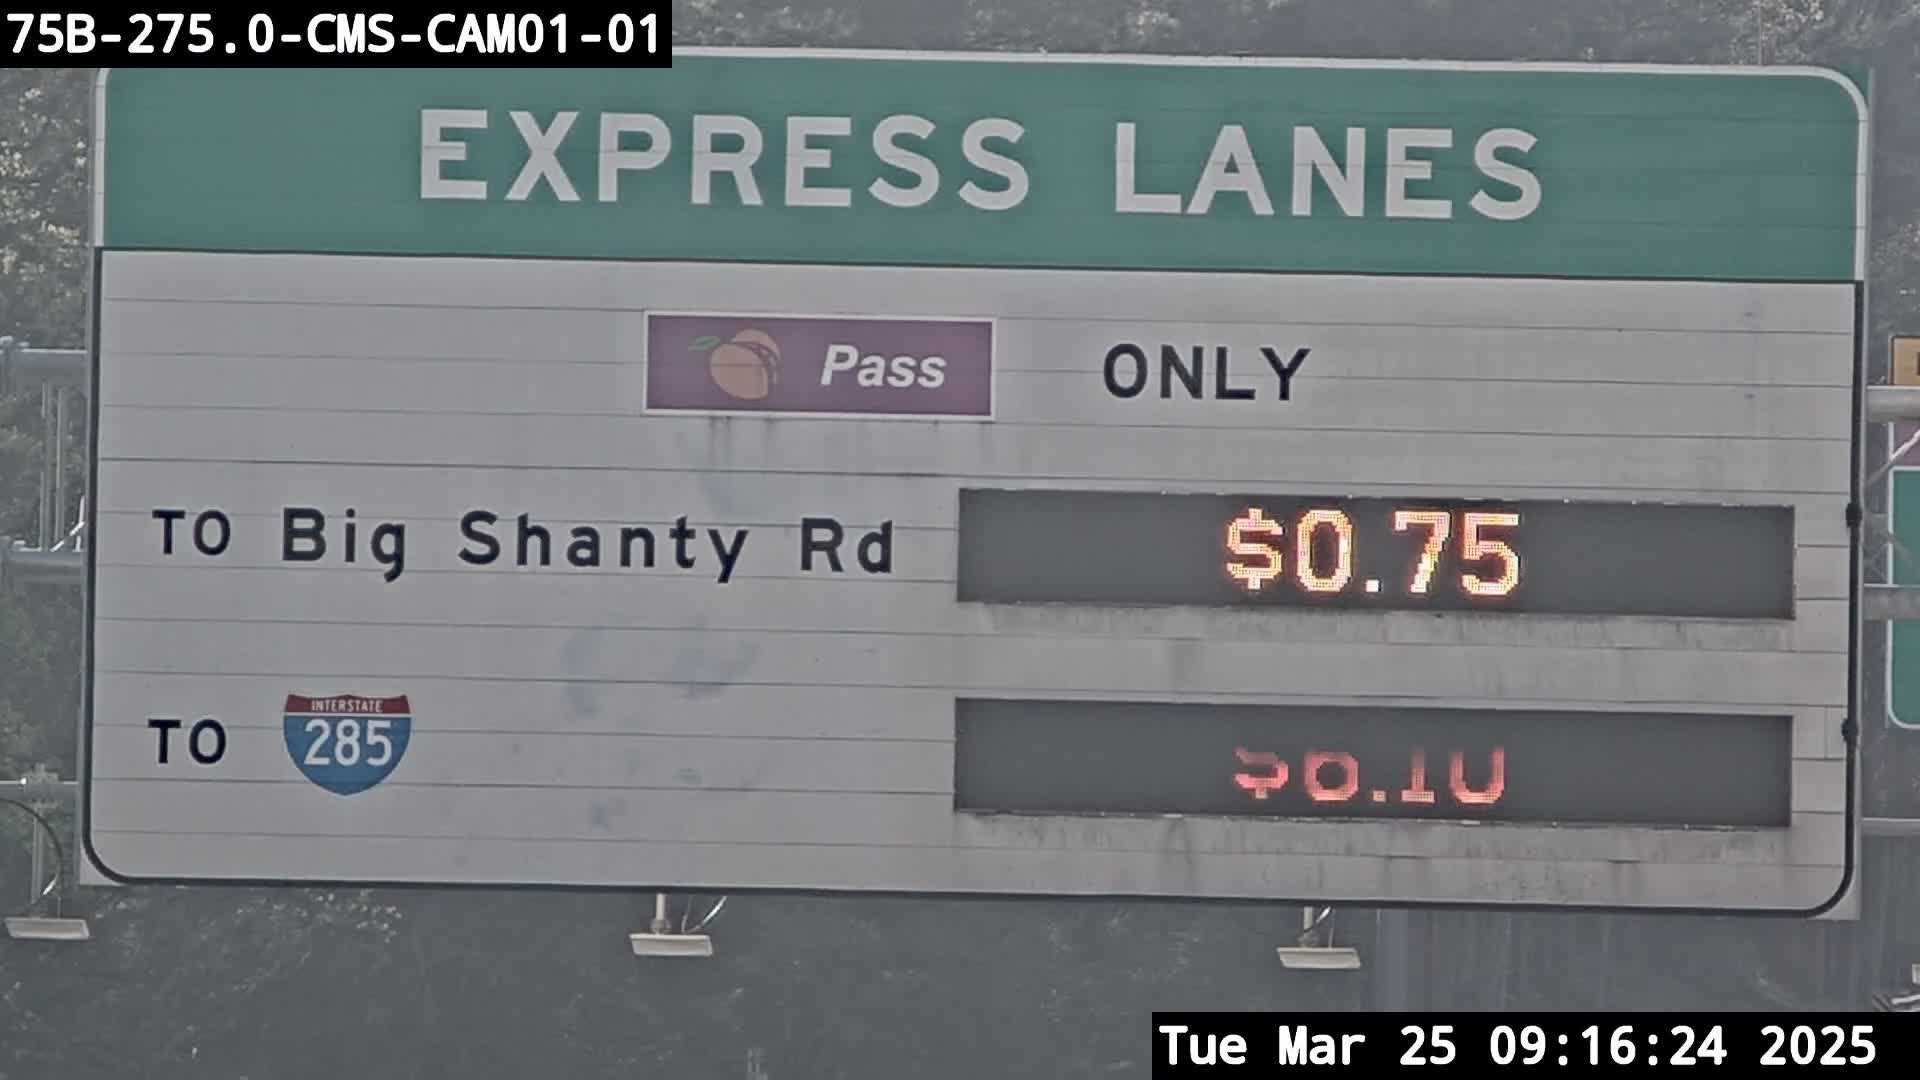 75B-275.0-CMS-CAM01-01
EXPRESS LANES
Pass ONLY
TO Big Shanty Rd $0.75
INTERSTATE
TO 285
Tue Mar 25 09:16:24 2025